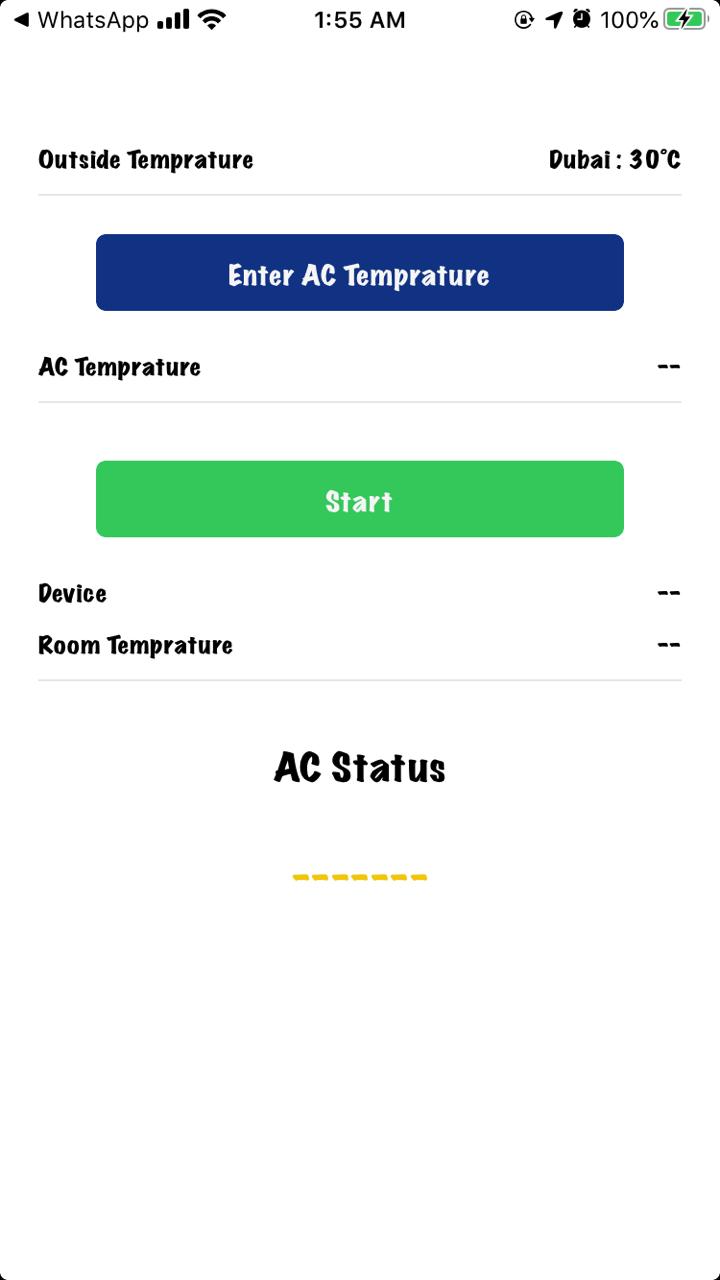 WhatsApp 1:55 AM 100%
Outside Temprature Dubai : 30°C
Enter AC Temprature
AC Temprature --
Start
Device --
Room Temprature --
AC Status
-------